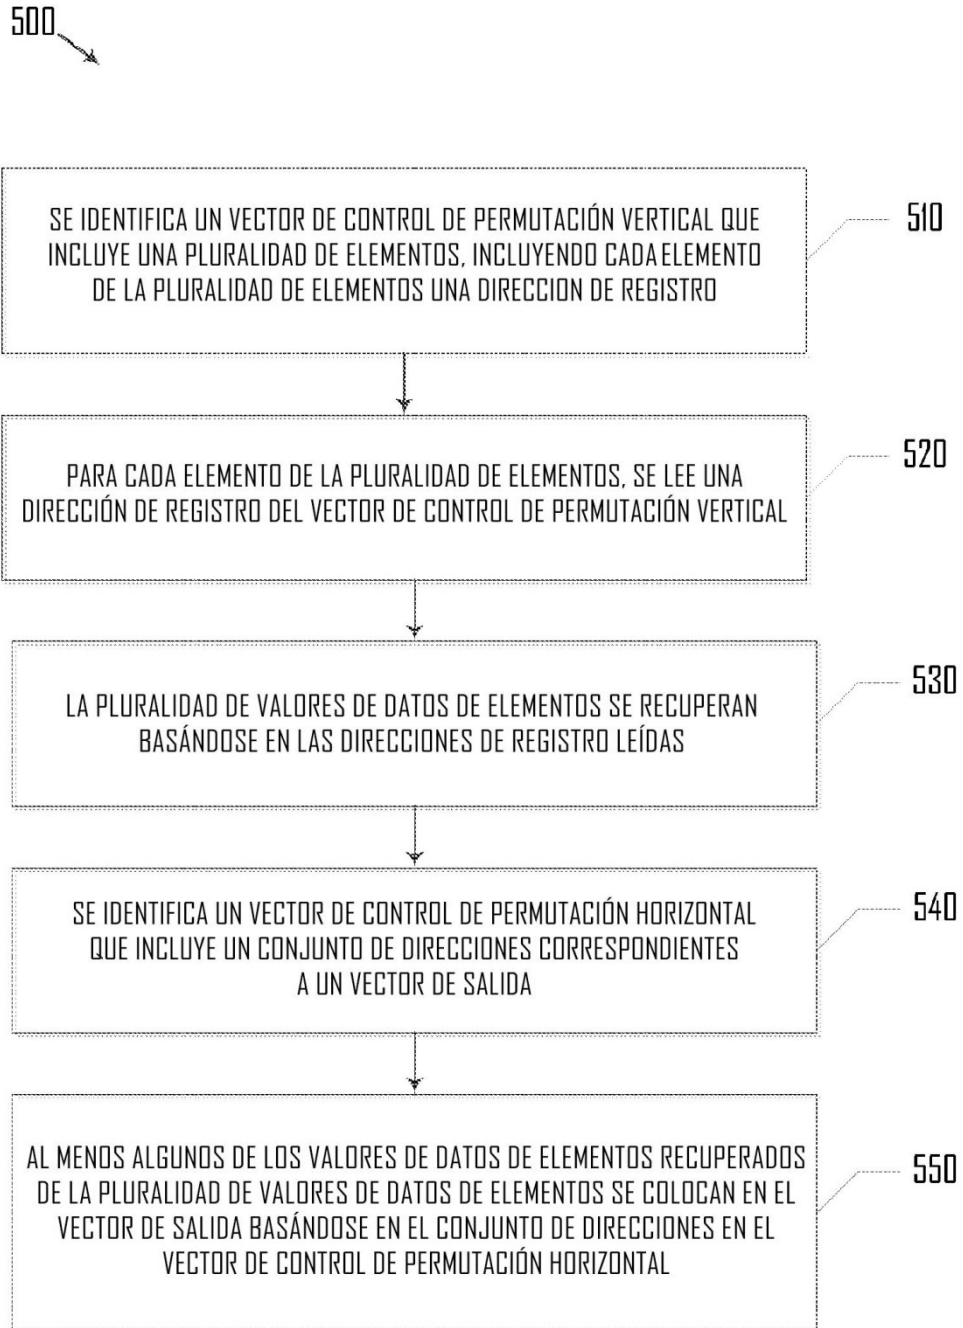 500
SE IDENTIFICA UN VECTOR DE CONTROL DE PERMUTACIÓN VERTICAL QUE
INCLUYE UNA PLURALIDAD DE ELEMENTOS, INCLUYENDO CADA ELEMENTO
DE LA PLURALIDAD DE ELEMENTOS UNA DIRECCION DE REGISTRO
510
PARA CADA ELEMENTO DE LA PLURALIDAD DE ELEMENTOS, SE LEE UNA
DIRECCIÓN DE REGISTRO DEL VECTOR DE CONTROL DE PERMUTACIÓN VERTICAL
520
LA PLURALIDAD DE VALORES DE DATOS DE ELEMENTOS SE RECUPERAN
BASÁNDOSE EN LAS DIRECCIONES DE REGISTRO LEÍDAS
530
SE IDENTIFICA UN VECTOR DE CONTROL DE PERMUTACIÓN HORIZONTAL
QUE INCLUYE UN CONJUNTO DE DIRECCIONES CORRESPONDIENTES
A UN VECTOR DE SALIDA
540
AL MENOS ALGUNOS DE LOS VALORES DE DATOS DE ELEMENTOS RECUPERADOS
DE LA PLURALIDAD DE VALORES DE DATOS DE ELEMENTOS SE COLOCAN EN EL
VECTOR DE SALIDA BASÁNDOSE EN EL CONJUNTO DE DIRECCIONES EN EL
VECTOR DE CONTROL DE PERMUTACIÓN HORIZONTAL
550